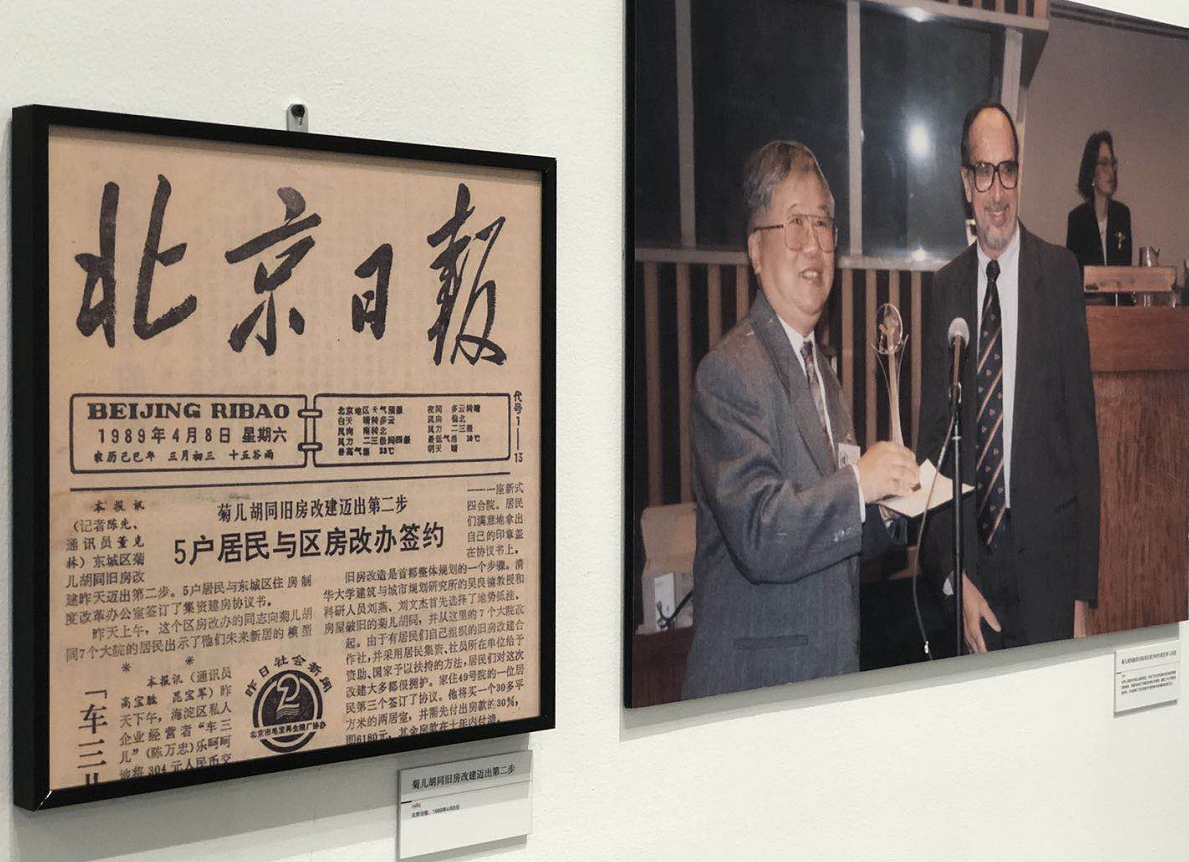 北京日报
BEIJING RIBAO
1989年4月8日 星期六
农历己巳年 三月初三 十五谷雨
北京地区天气预报
白天 晴转多云
风向 南转北
风力 二三级间四级
最高气温 23℃
夜间 多云转晴
风向 偏北
风力 二三级
最低气温 10℃
明天 晴
代号1——13
菊儿胡同旧房改建迈出第二步
5户居民与区房改办签约
本报讯
（记者陈先、
通讯员董克
林）东城区菊
儿胡同旧房改
建昨天迈出第二步。5户居民与东城区住房制
度改革办公室签订了集资建房协议书。
昨天上午，这个区房改办的同志向菊儿胡
同7个大院的居民出示了他们未来新居的模型
——一座新式
四合院。居民
们满意地拿出
自己的印章盖
在协议书上。
旧房改造是首都整体规划的一个步骤。清
华大学建筑与城市规划研究所的吴良镛教授和
科研人员刘燕、刘文杰首先选择了地势低洼，
房屋破旧的菊儿胡同，并从这里的7个大院改
起。由于有居民们自己组织的旧房改建合
作社，并采用居民集资、社员所在单位给予
资助、国家予以扶持的方法，居民们对这次
改建大多都很拥护。家住49号院的一位居
民第三个签订了协议。他将买一个30多平
方米的两居室，并需先付出房款的30%，
即6180元，其余房款在十年内付清。
* *
「车三儿
本报讯（通讯员
高宝胜 昆宝军）昨
天下午，海淀区私人
企业经营者“车三
儿”（陈万忠）乐呵呵
地将304元人民币交
昨日社会新闻
2
菊儿胡同旧房改建迈出第二步
1989
北京日报，1989年4月8日